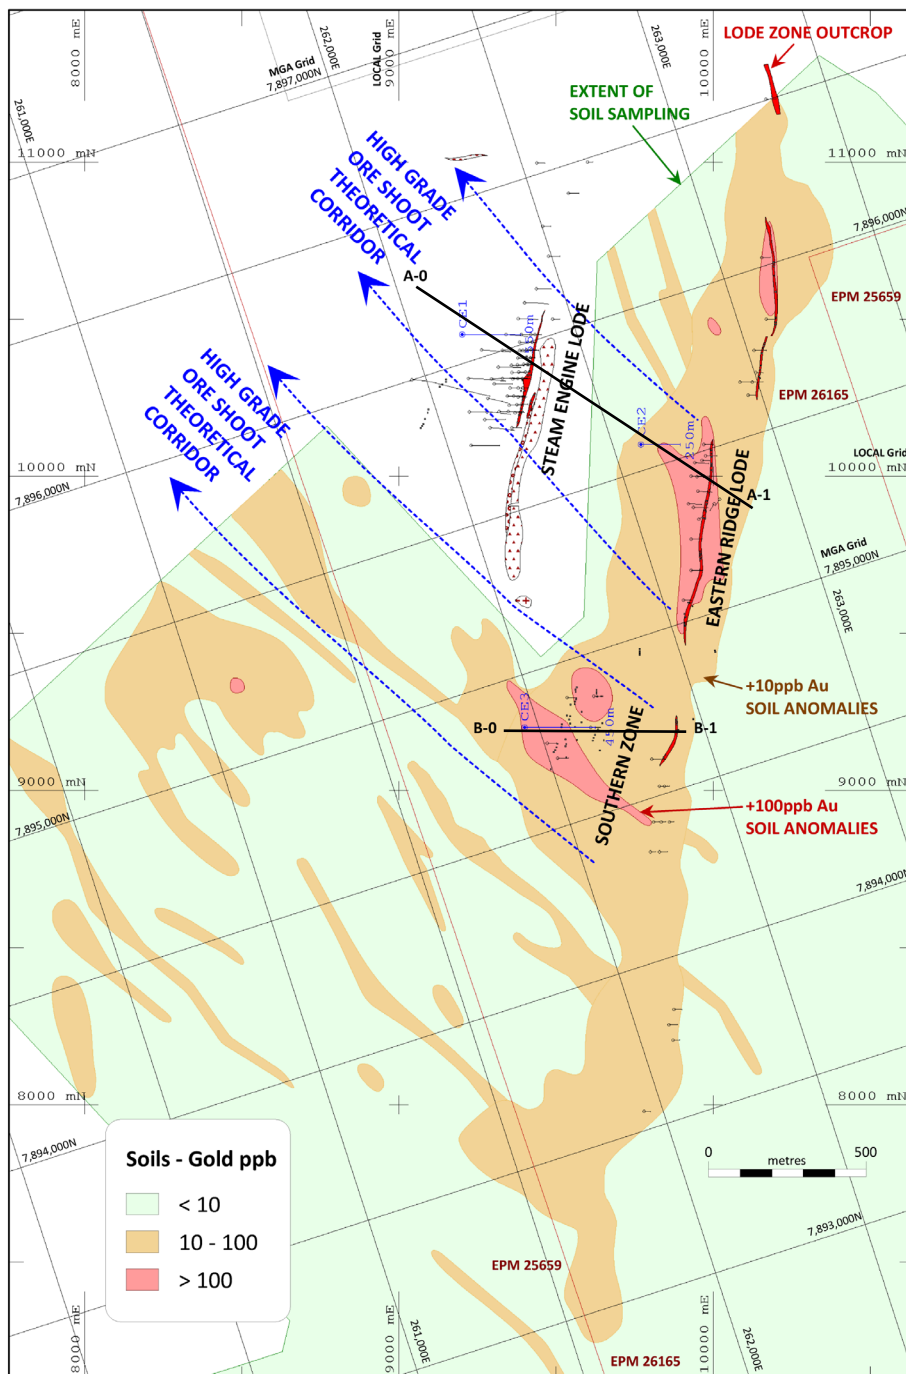 8000 mE
262,000E
LOCAL Grid
9000 mE
263,000E
10000 mE
LODE ZONE OUTCROP
MGA Grid
7,897,000N
261,000E
EXTENT OF
SOIL SAMPLING
11000 mN
11000 mN
HIGH GRADE
ORE SHOOT
THEORETICAL
CORRIDOR
7,896,000N
A-0
EPM 25659
CE1
350m
STEAM ENGINE LODE
HIGH GRADE
ORE SHOOT
THEORETICAL
CORRIDOR
EPM 26165
CE2
250m
LOCAL Grid
10000 mN
10000 mN
7,896,000N
A-1
EASTERN RIDGE LODE
MGA Grid
7,895,000N
263,000E
+10ppb Au
SOIL ANOMALIES
CE3
450m
B-0
B-1
SOUTHERN ZONE
9000 mN
9000 mN
+100ppb Au
SOIL ANOMALIES
7,895,000N
7,894,000N
8000 mN
8000 mN
7,894,000N
Soils - Gold ppb
< 10
10 - 100
> 100
0
metres
500
7,893,000N
EPM 25659
8000 mE
9000 mE
261,000E
EPM 26165
10000 mE
262,000E